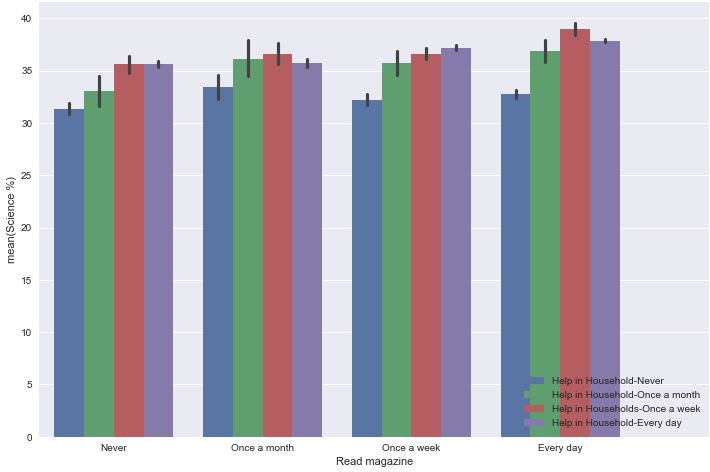 40
35
30
25
20
15
10
5
0
mean(Science %)
Never
Once a month
Once a week
Every day
Read magazine
Help in Household-Never
Help in Household-Once a month
Help in Households-Once a week
Help in Household-Every day